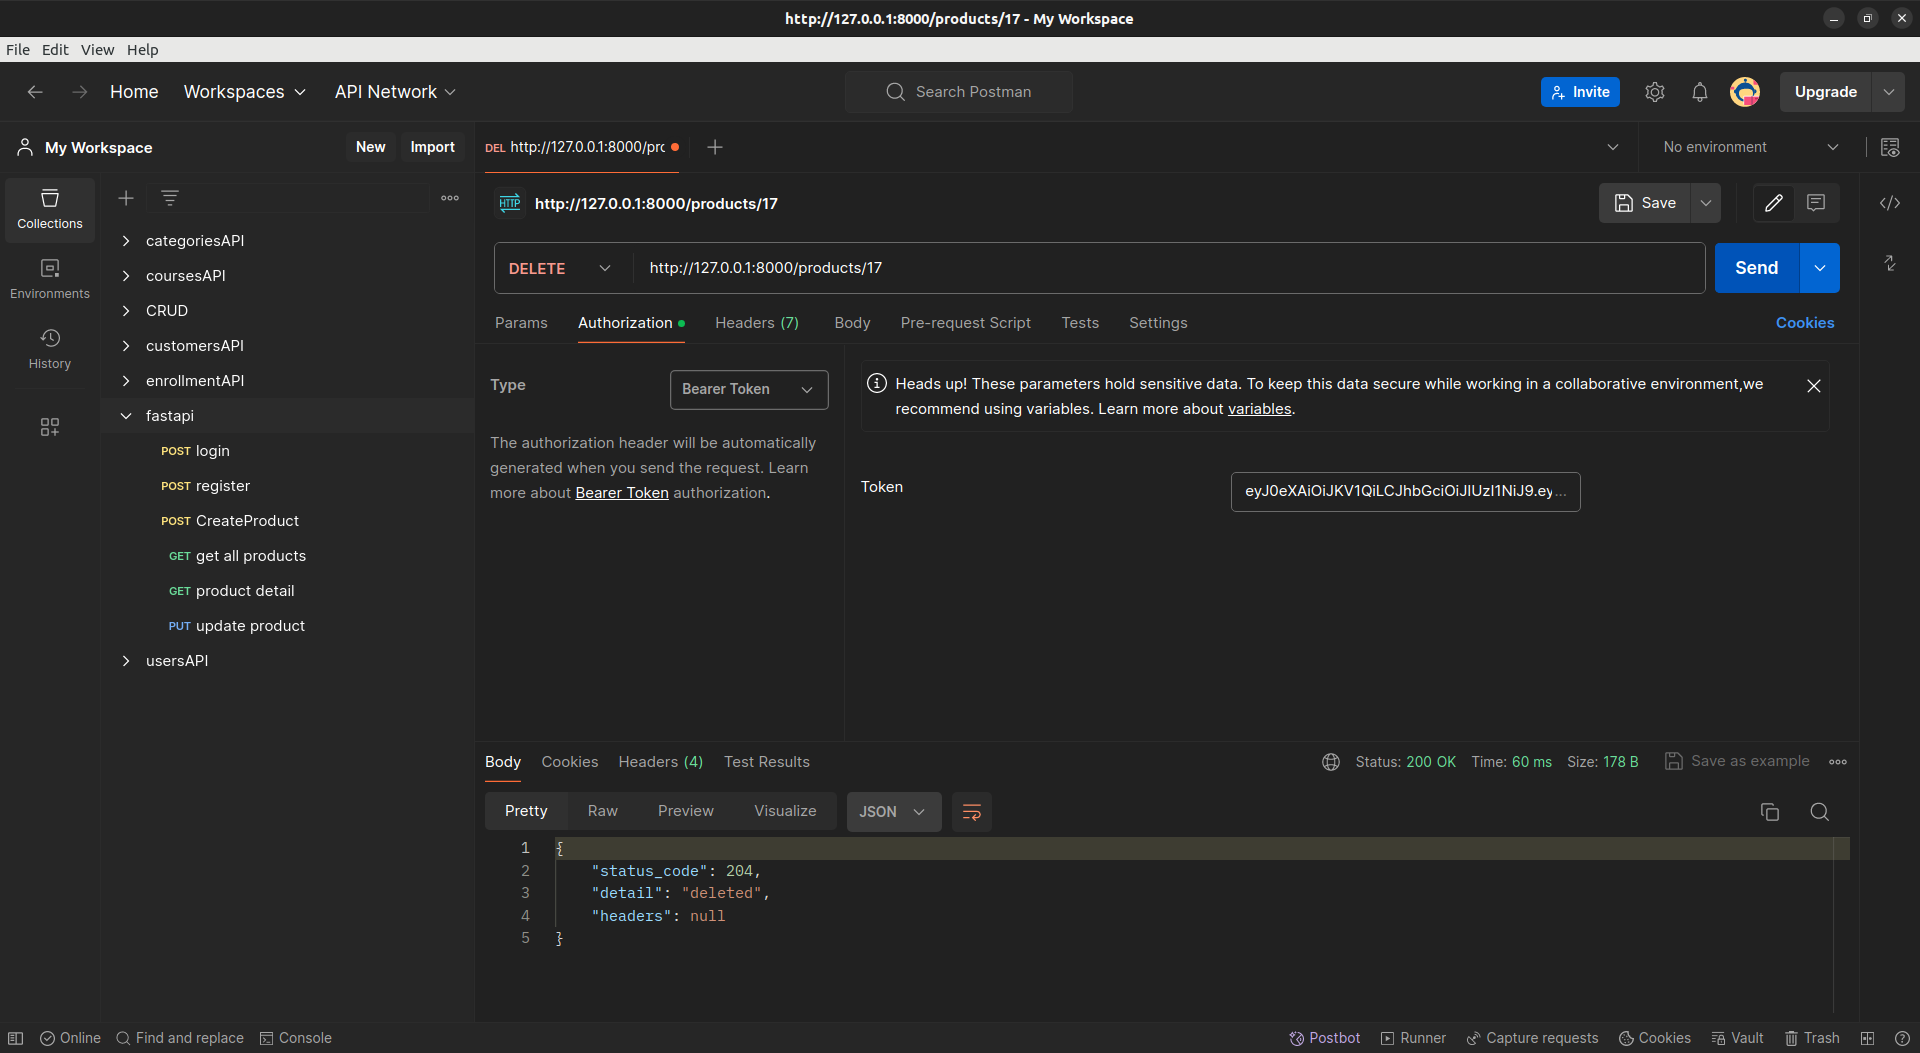 http://127.0.0.1:8000/products/17 - My Workspace
File Edit View Help
Home Workspaces API Network Search Postman Invite Upgrade
My Workspace New Import
DEL http://127.0.0.1:8000/pro No environment
Collections
Environments
History
categoriesAPI
coursesAPI
CRUD
customersAPI
enrollmentAPI
fastapi
POST login
POST register
POST CreateProduct
GET get all products
GET product detail
PUT update product
usersAPI
HTTP http://127.0.0.1:8000/products/17 Save
DELETE http://127.0.0.1:8000/products/17 Send
Params Authorization Headers (7) Body Pre-request Script Tests Settings Cookies
Type Bearer Token
The authorization header will be automatically
generated when you send the request. Learn
more about Bearer Token authorization.
Heads up! These parameters hold sensitive data. To keep this data secure while working in a collaborative environment,we
recommend using variables. Learn more about variables.
Token eyJ0eXAiOiJKV1QiLCJhbGciOiJIUzI1NiJ9.ey...
Body Cookies Headers (4) Test Results Status: 200 OK Time: 60 ms Size: 178 B Save as example
Pretty Raw Preview Visualize JSON
1 {
2 "status_code": 204,
3 "detail": "deleted",
4 "headers": null
5 }
Online Find and replace Console Postbot Runner Capture requests Cookies Vault Trash